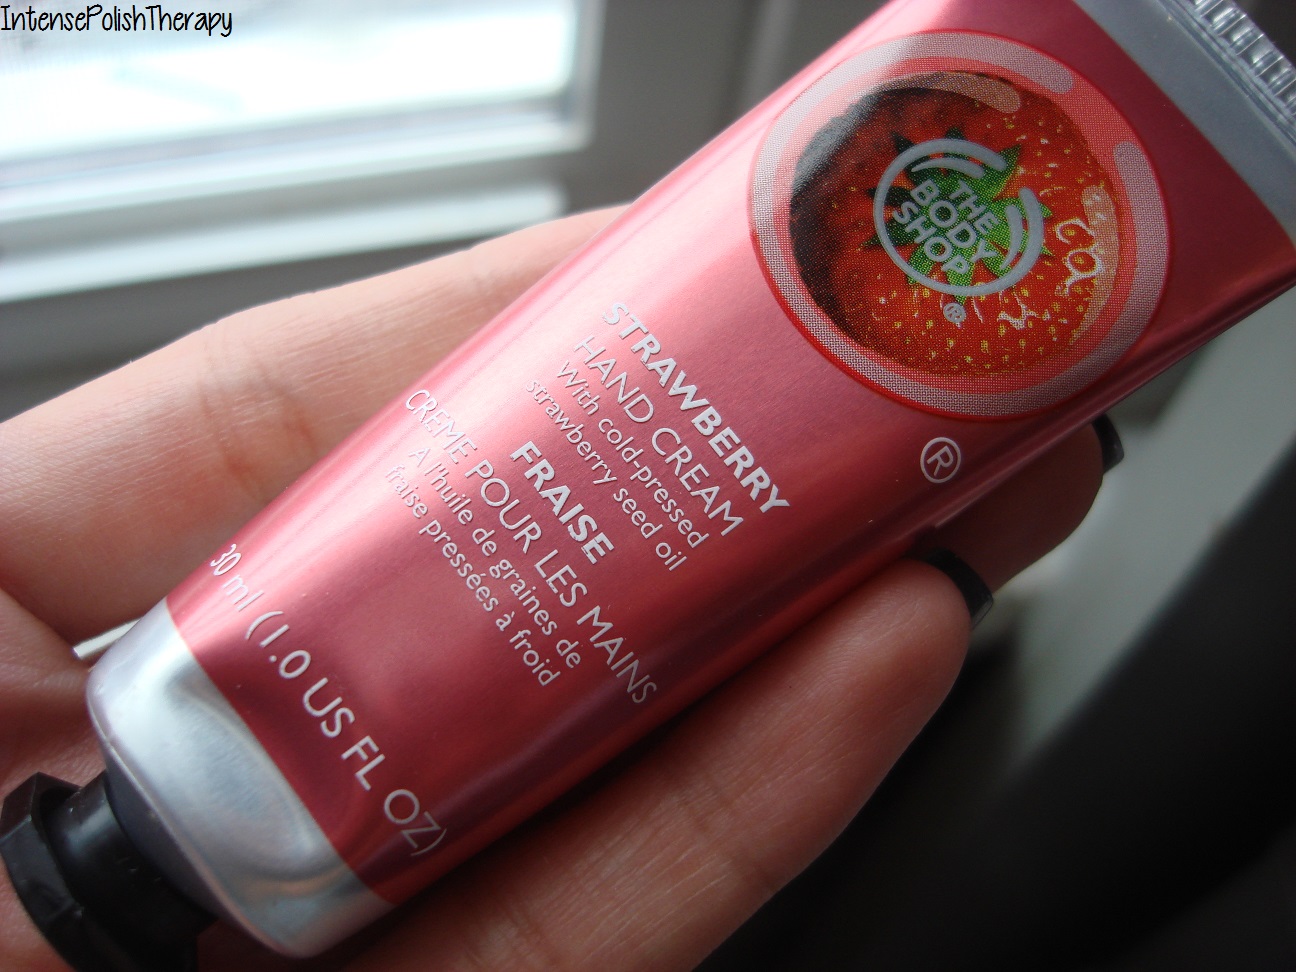 IntensePolishTherapy
THE
BODY
SHOP
®
®
STRAWBERRY
HAND CREAM
With cold-pressed
strawberry seed oil
FRAISE
CRÈME POUR LES MAINS
A l'huile de graines de
fraise pressées à froid
30 ml (1.0 US FL OZ)